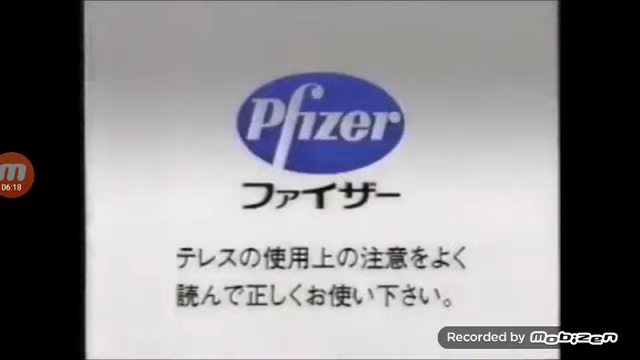 Pfizer
ファイザー
テレスの使用上の注意をよく
読んで正しくお使い下さい。
06:18
Recorded by mobizen